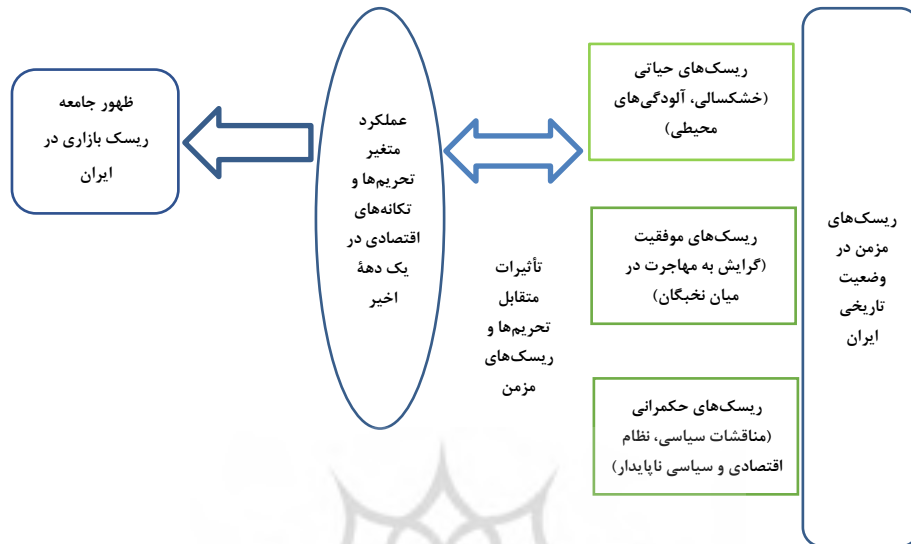 ریسک‌های
مزمن در
وضعیت
تاریخی
ایران
ریسک‌های حیاتی
(خشکسالی، آلودگی‌های
محیطی)
ریسک‌های موفقیت
(گرایش به مهاجرت در
میان نخبگان)
ریسک‌های حکمرانی
(مناقشات سیاسی، نظام
اقتصادی و سیاسی ناپایدار)
تأثیرات
متقابل
تحریم‌ها و
ریسک‌های
مزمن
عملکرد
متغیر
تحریم‌ها و
تکانه‌های
اقتصادی در
یک دههٔ
اخیر
ظهور جامعه
ریسک بازاری در
ایران